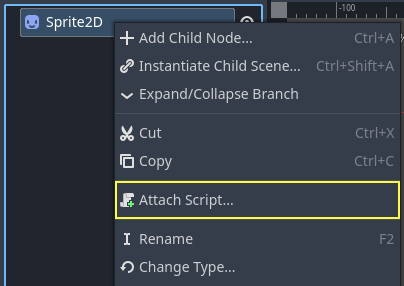 Sprite2D
-100
Add Child Node... Ctrl+A
Instantiate Child Scene... Ctrl+Shift+A
Expand/Collapse Branch
Cut Ctrl+X
Copy Ctrl+C
Attach Script...
Rename F2
Change Type...